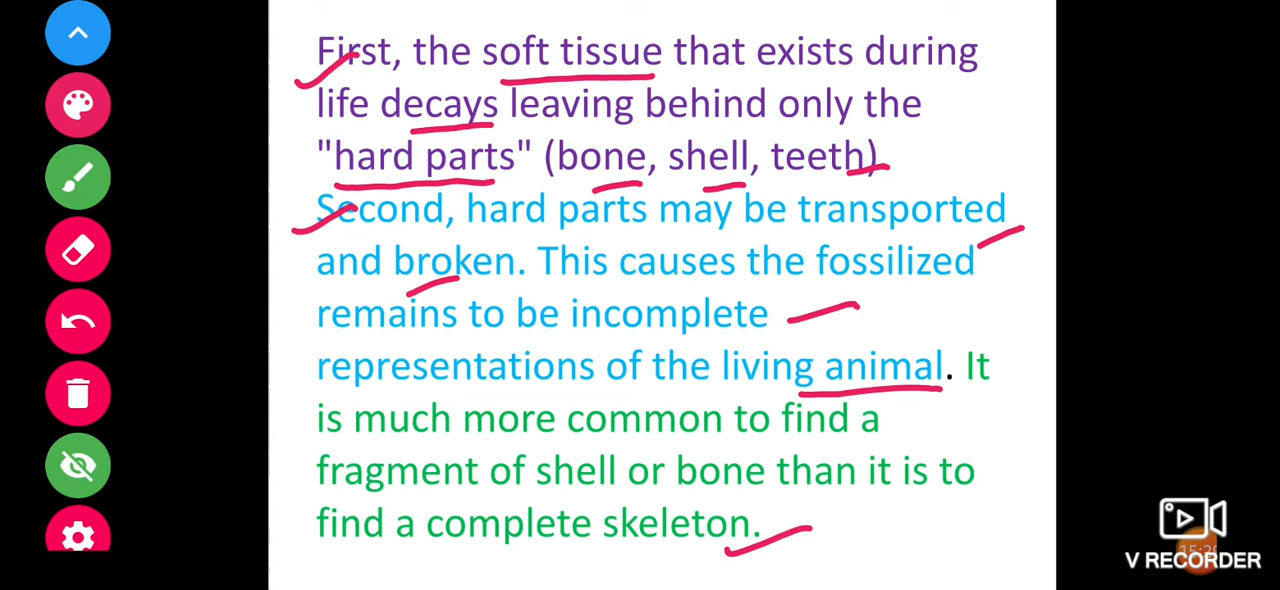 First, the soft tissue that exists during
life decays leaving behind only the
"hard parts" (bone, shell, teeth).
Second, hard parts may be transported
and broken. This causes the fossilized
remains to be incomplete
representations of the living animal. It
is much more common to find a
fragment of shell or bone than it is to
find a complete skeleton.
V RECORDER